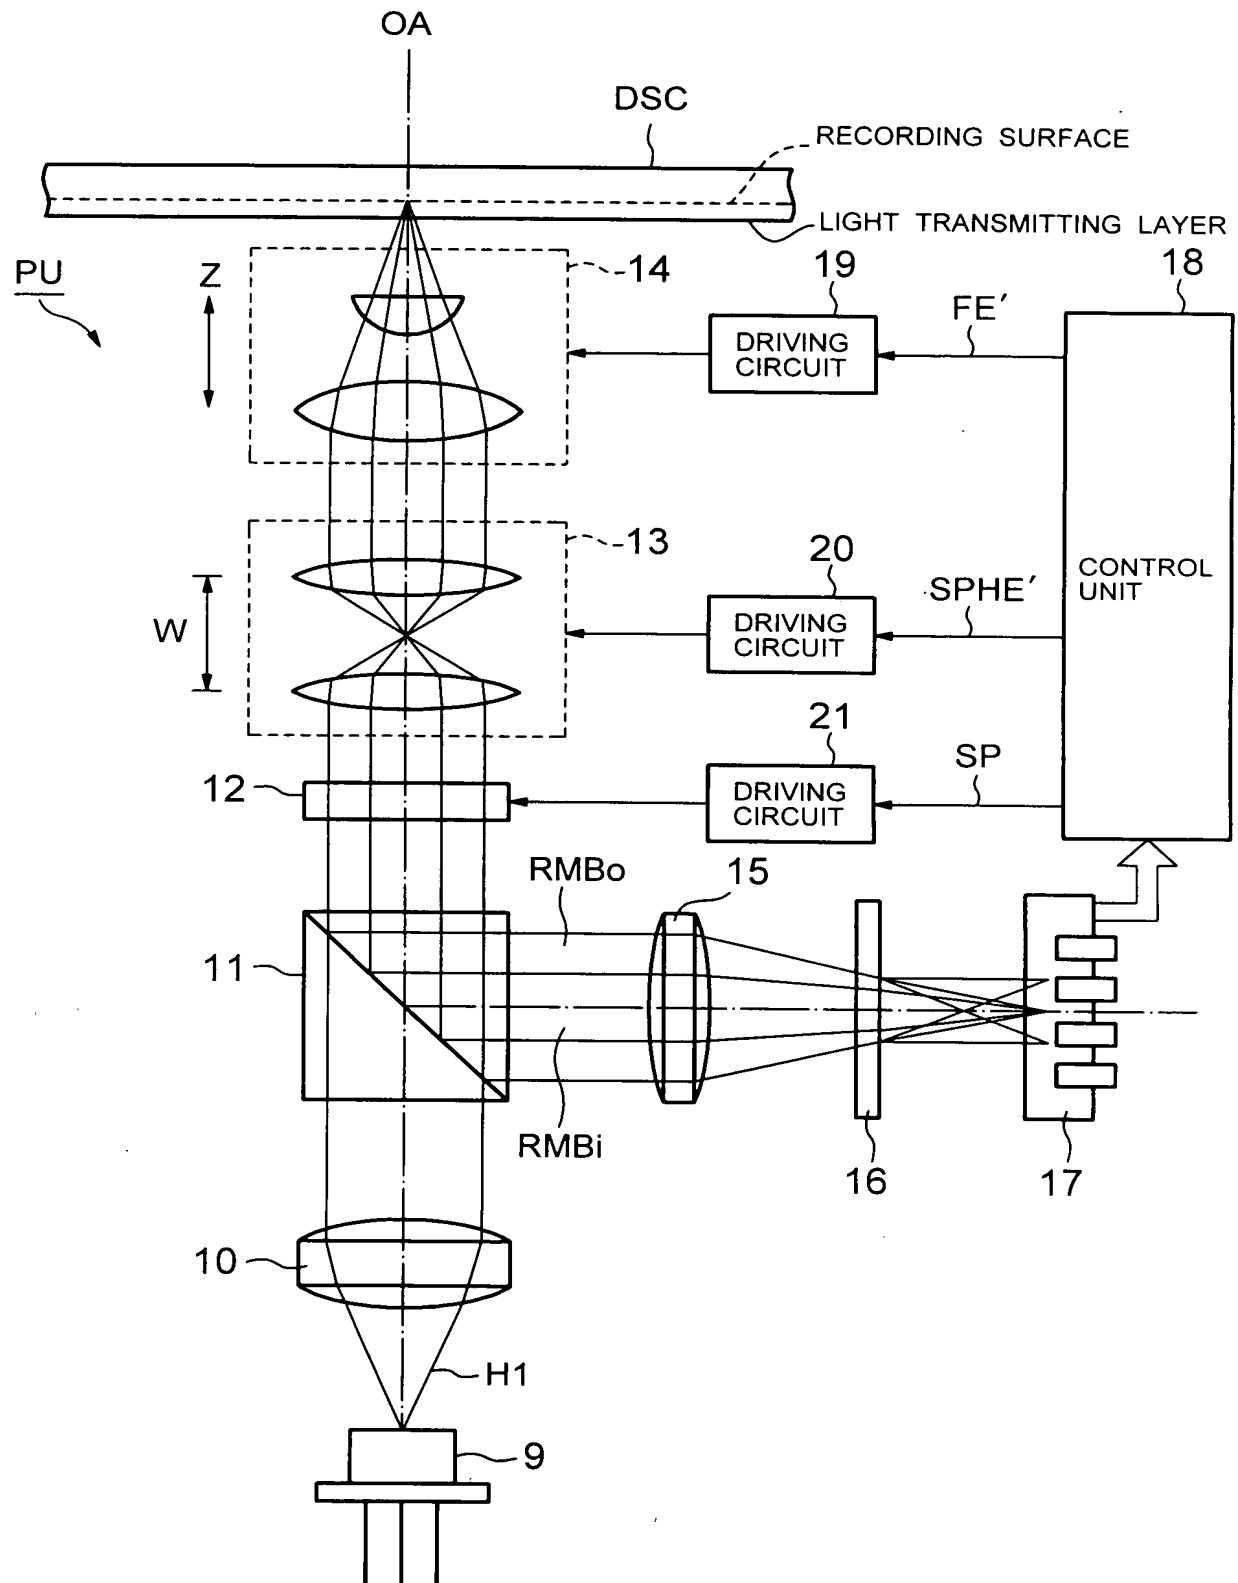 OA
DSC
RECORDING SURFACE
LIGHT TRANSMITTING LAYER
PU
Z
14
19
18
FE′
DRIVING
CIRCUIT
13
20
W
SPHE′
DRIVING
CIRCUIT
CONTROL
UNIT
21
SP
12
DRIVING
CIRCUIT
RMBo
15
11
RMBi
16
17
10
H1
9